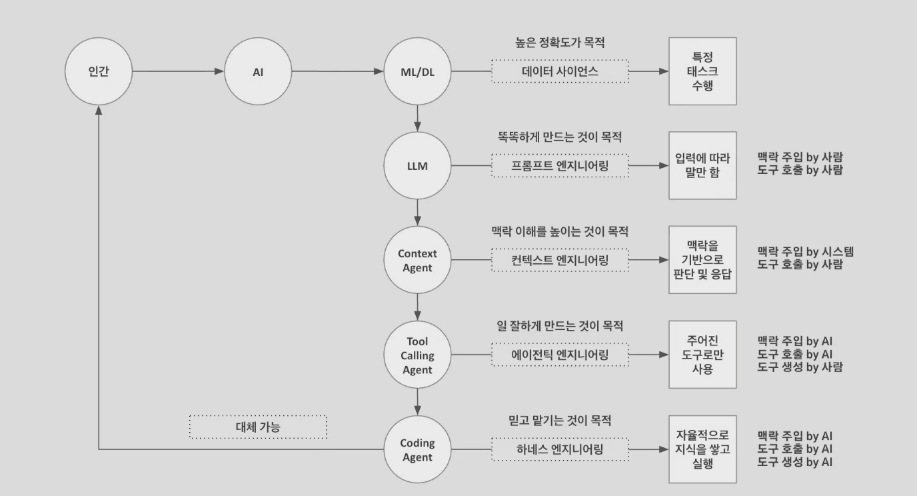 높은 정확도가 목적
인간
AI
ML/DL
데이터 사이언스
특정
태스크
수행
똑똑하게 만드는 것이 목적
LLM
프롬프트 엔지니어링
입력에 따라
말만 함
맥락 주입 by 사람
도구 호출 by 사람
맥락 이해를 높이는 것이 목적
Context
Agent
컨텍스트 엔지니어링
맥락을
기반으로
판단 및 응답
맥락 주입 by 시스템
도구 호출 by 사람
일 잘하게 만드는 것이 목적
Tool
Calling
Agent
에이전틱 엔지니어링
주어진
도구로만
사용
맥락 주입 by AI
도구 호출 by AI
도구 생성 by 사람
믿고 맡기는 것이 목적
대체 가능
Coding
Agent
하네스 엔지니어링
자율적으로
지식을 쌓고
실행
맥락 주입 by AI
도구 호출 by AI
도구 생성 by AI